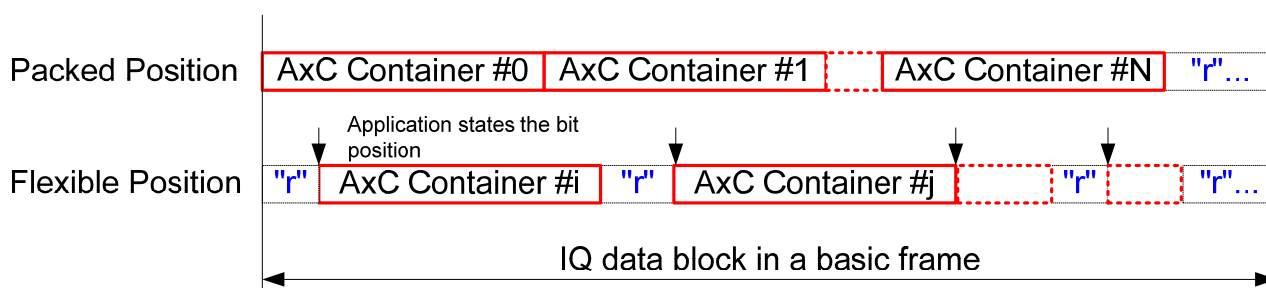 Packed Position
AxC Container #0
AxC Container #1
AxC Container #N
"r"...
Application states the bit
position
Flexible Position
"r"
AxC Container #i
"r"
AxC Container #j
"r"
"r"...
IQ data block in a basic frame